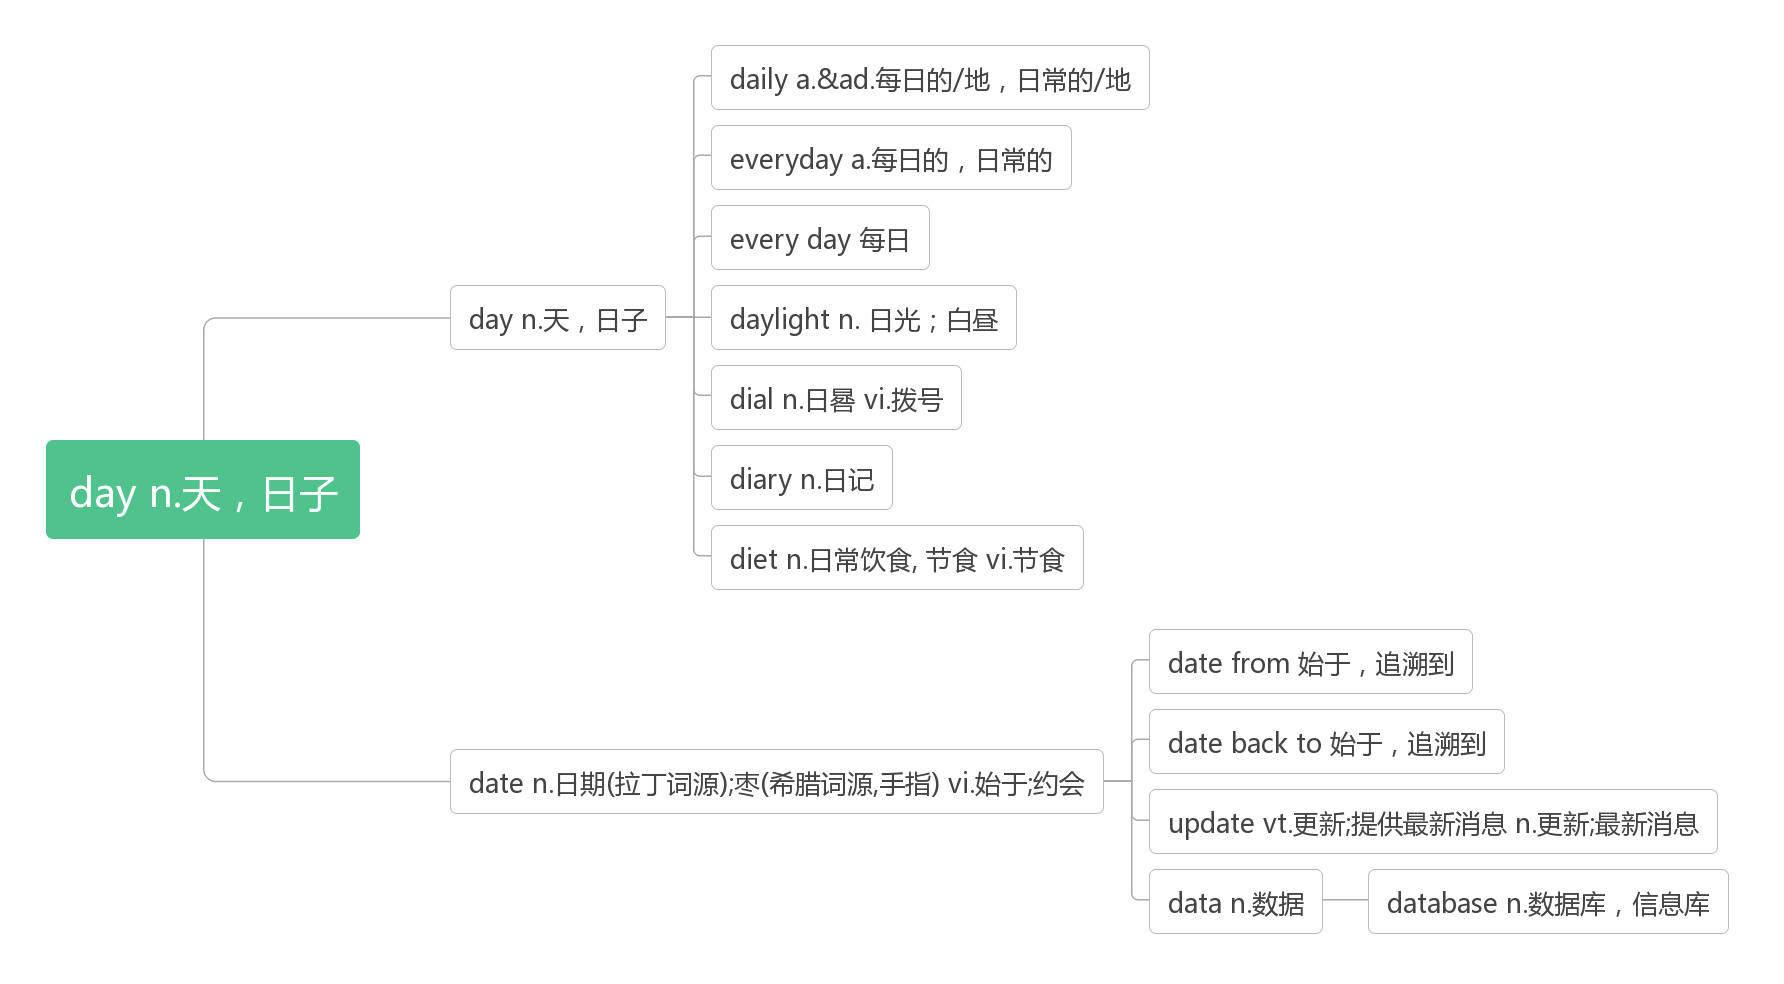 day n.天，日子
day n.天，日子
daily a.&ad.每日的/地，日常的/地
everyday a.每日的，日常的
every day 每日
daylight n. 日光；白昼
dial n.日晷 vi.拨号
diary n.日记
diet n.日常饮食, 节食 vi.节食
date n.日期(拉丁词源);枣(希腊词源,手指) vi.始于;约会
date from 始于，追溯到
date back to 始于，追溯到
update vt.更新;提供最新消息 n.更新;最新消息
data n.数据
database n.数据库，信息库